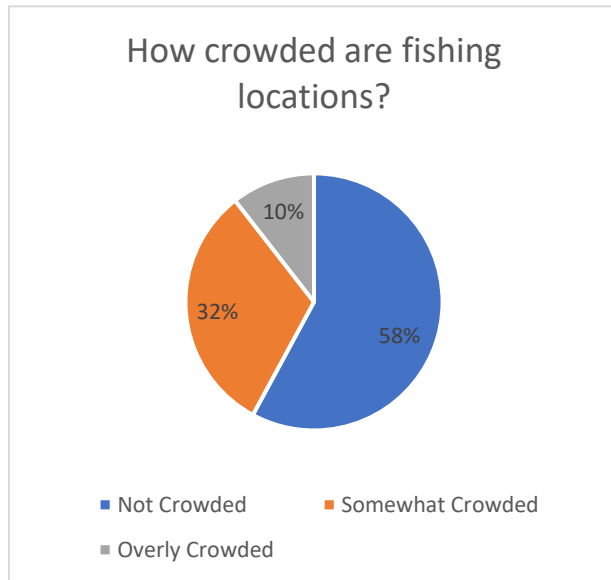 How crowded are fishing
locations?
10%
32%
58%
Not Crowded
Somewhat Crowded
Overly Crowded